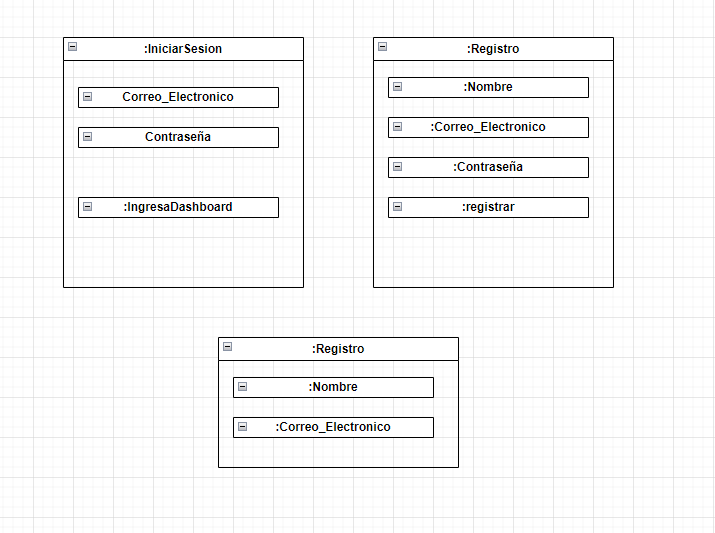 :IniciarSesion
Correo_Electronico
Contraseña
:IngresaDashboard
:Registro
:Nombre
:Correo_Electronico
:Contraseña
:registrar
:Registro
:Nombre
:Correo_Electronico